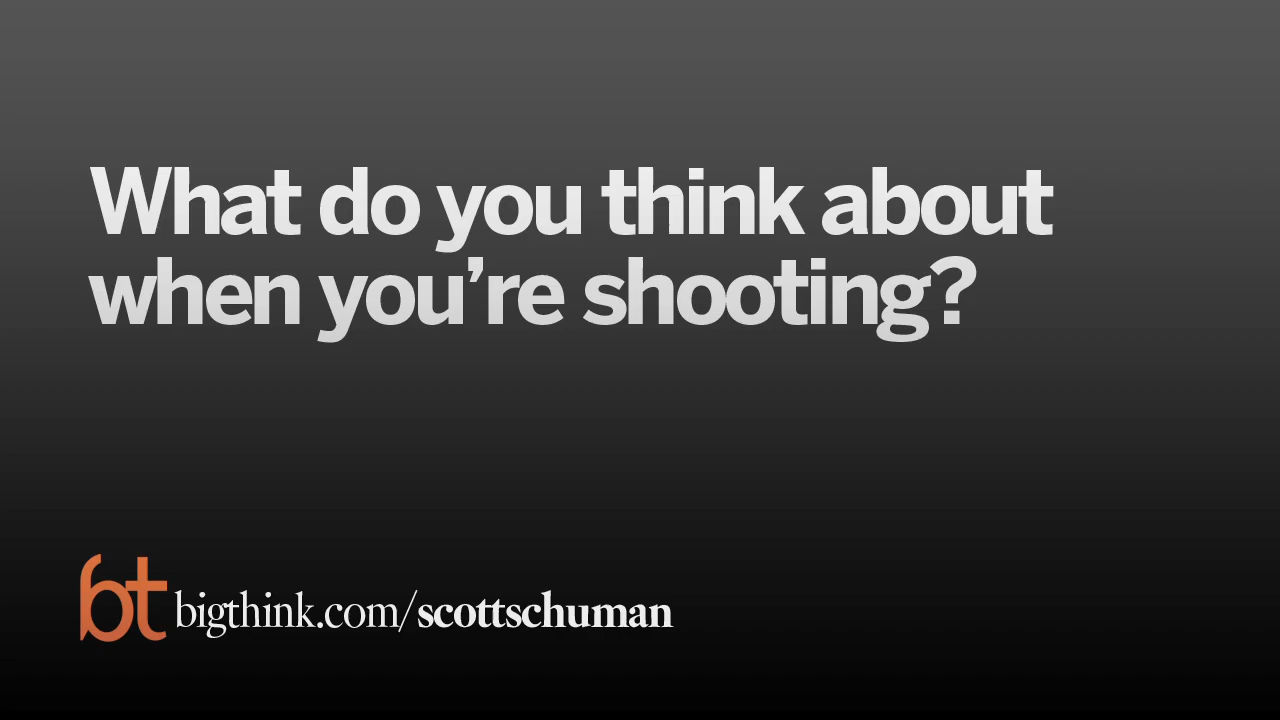 What do you think about
when you’re shooting?
bt bigthink.com/scottschuman